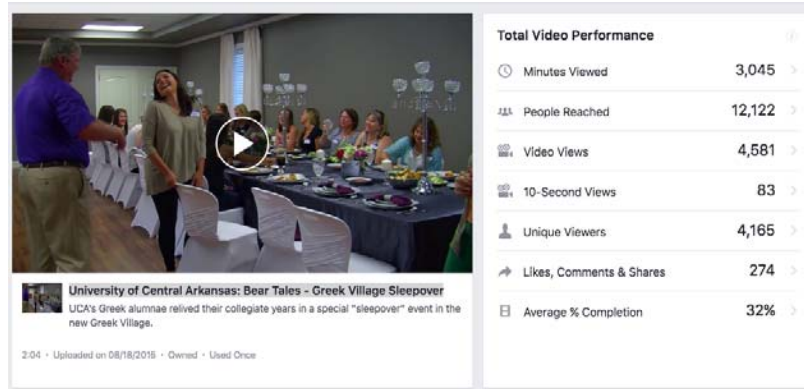 University of Central Arkansas: Bear Tales - Greek Village Sleepover
UCA's Greek alumnae relived their collegiate years in a special "sleepover" event in the
new Greek Village.
2:04 · Uploaded on 08/18/2015 · Owned · Used Once
Total Video Performance
Minutes Viewed 3,045
People Reached 12,122
Video Views 4,581
10-Second Views 83
Unique Viewers 4,165
Likes, Comments & Shares 274
Average % Completion 32%